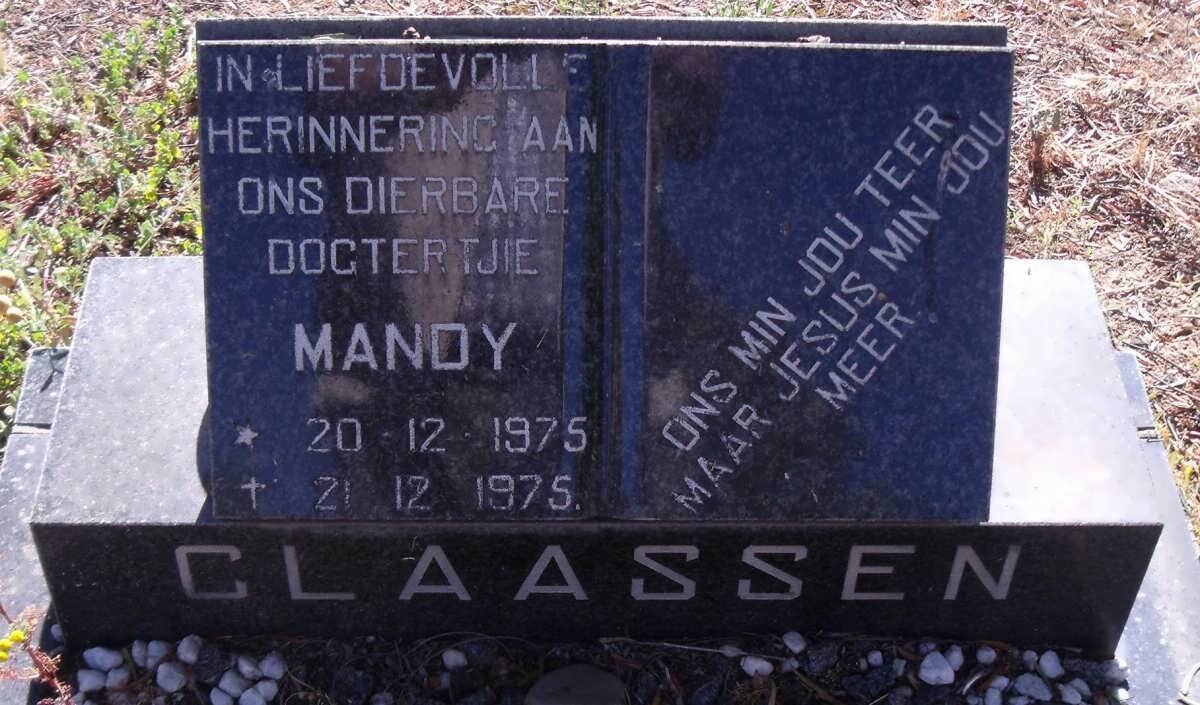 IN LIEFDEVOLLE
HERINNERING AAN
ONS DIERBARE
DOGTERTJIE
MANDY
★ 20 · 12 · 1975
† 21 12 1975.
ONS MIN JOU TEER
MAAR JESUS MIN JOU
MEER
CLAASSEN